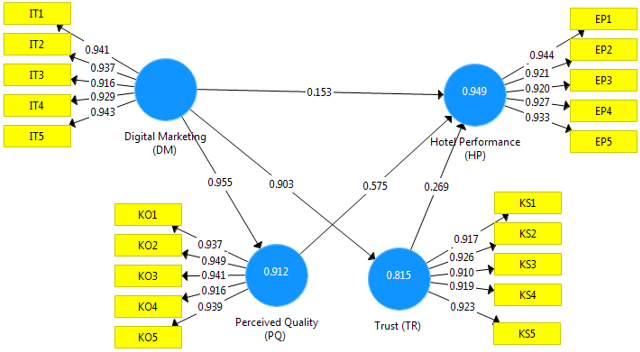 IT1
IT2
IT3
IT4
IT5
0.941
0.937
0.916
0.929
0.943
Digital Marketing
(DM)
0.153
0.955
0.903
0.949
Hotel Performance
(HP)
0.944
0.921
0.920
0.927
0.933
EP1
EP2
EP3
EP4
EP5
0.575
0.269
KO1
KO2
KO3
KO4
KO5
0.937
0.949
0.941
0.916
0.939
0.912
Perceived Quality
(PQ)
0.815
Trust (TR)
0.917
0.926
0.910
0.919
0.923
KS1
KS2
KS3
KS4
KS5